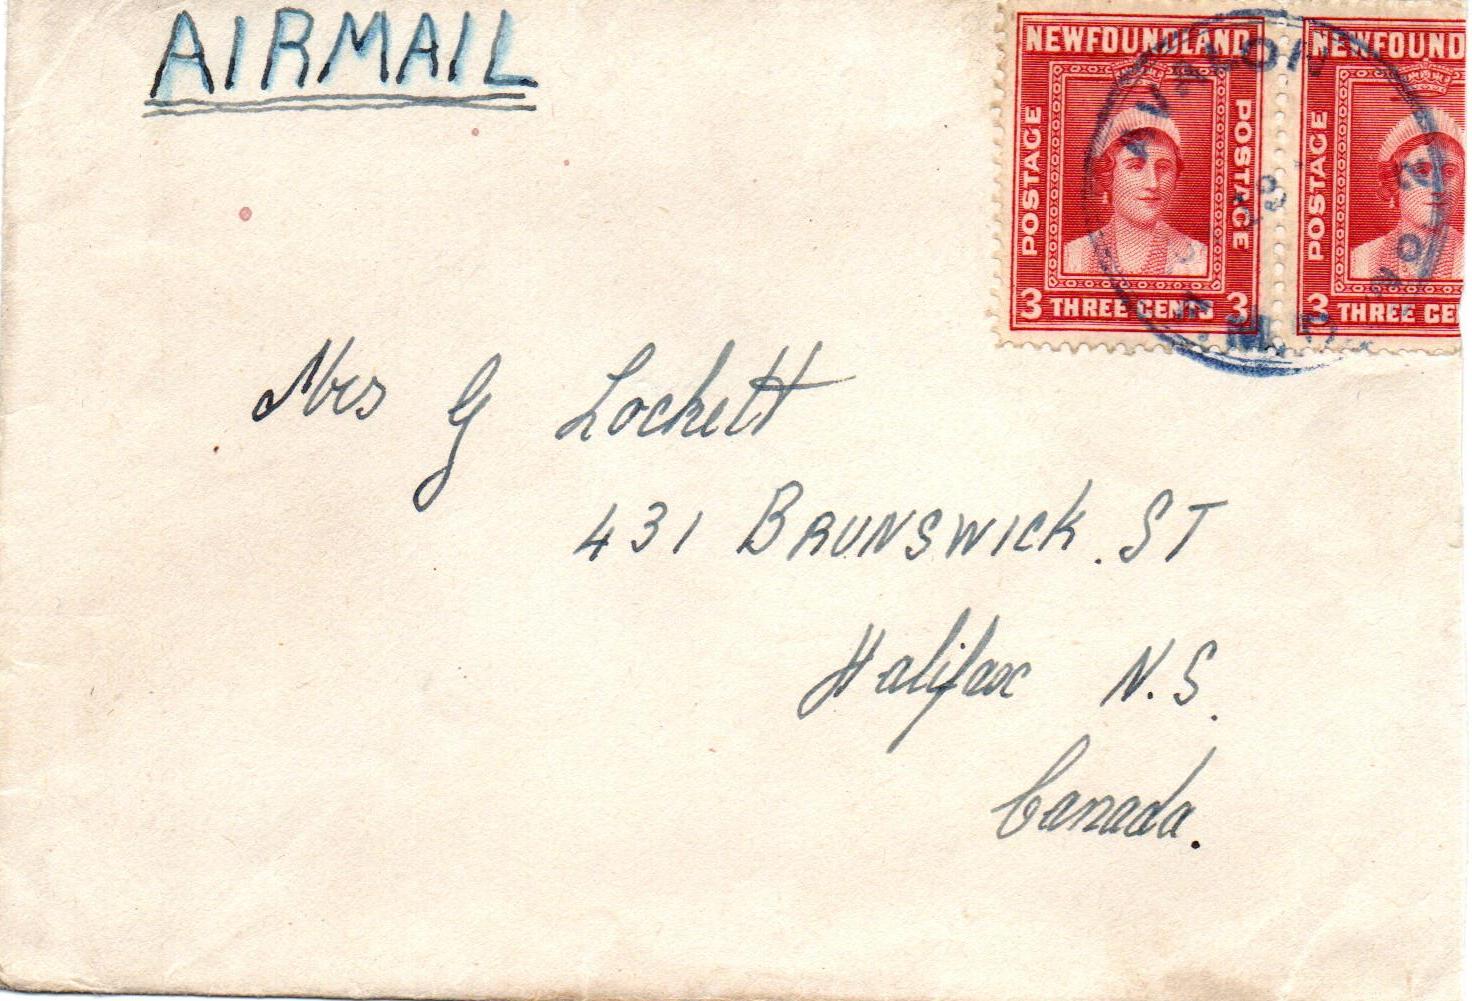 AIRMAIL
NEWFOUNDLAND
POSTAGE
POSTAGE
3 THREE CENTS 3
NEWFOUND
POSTAGE
3 THREE CE
AVALON
Mrs G Lockett
431 BRUNSWICK. ST
Halifax N.S.
Canada.